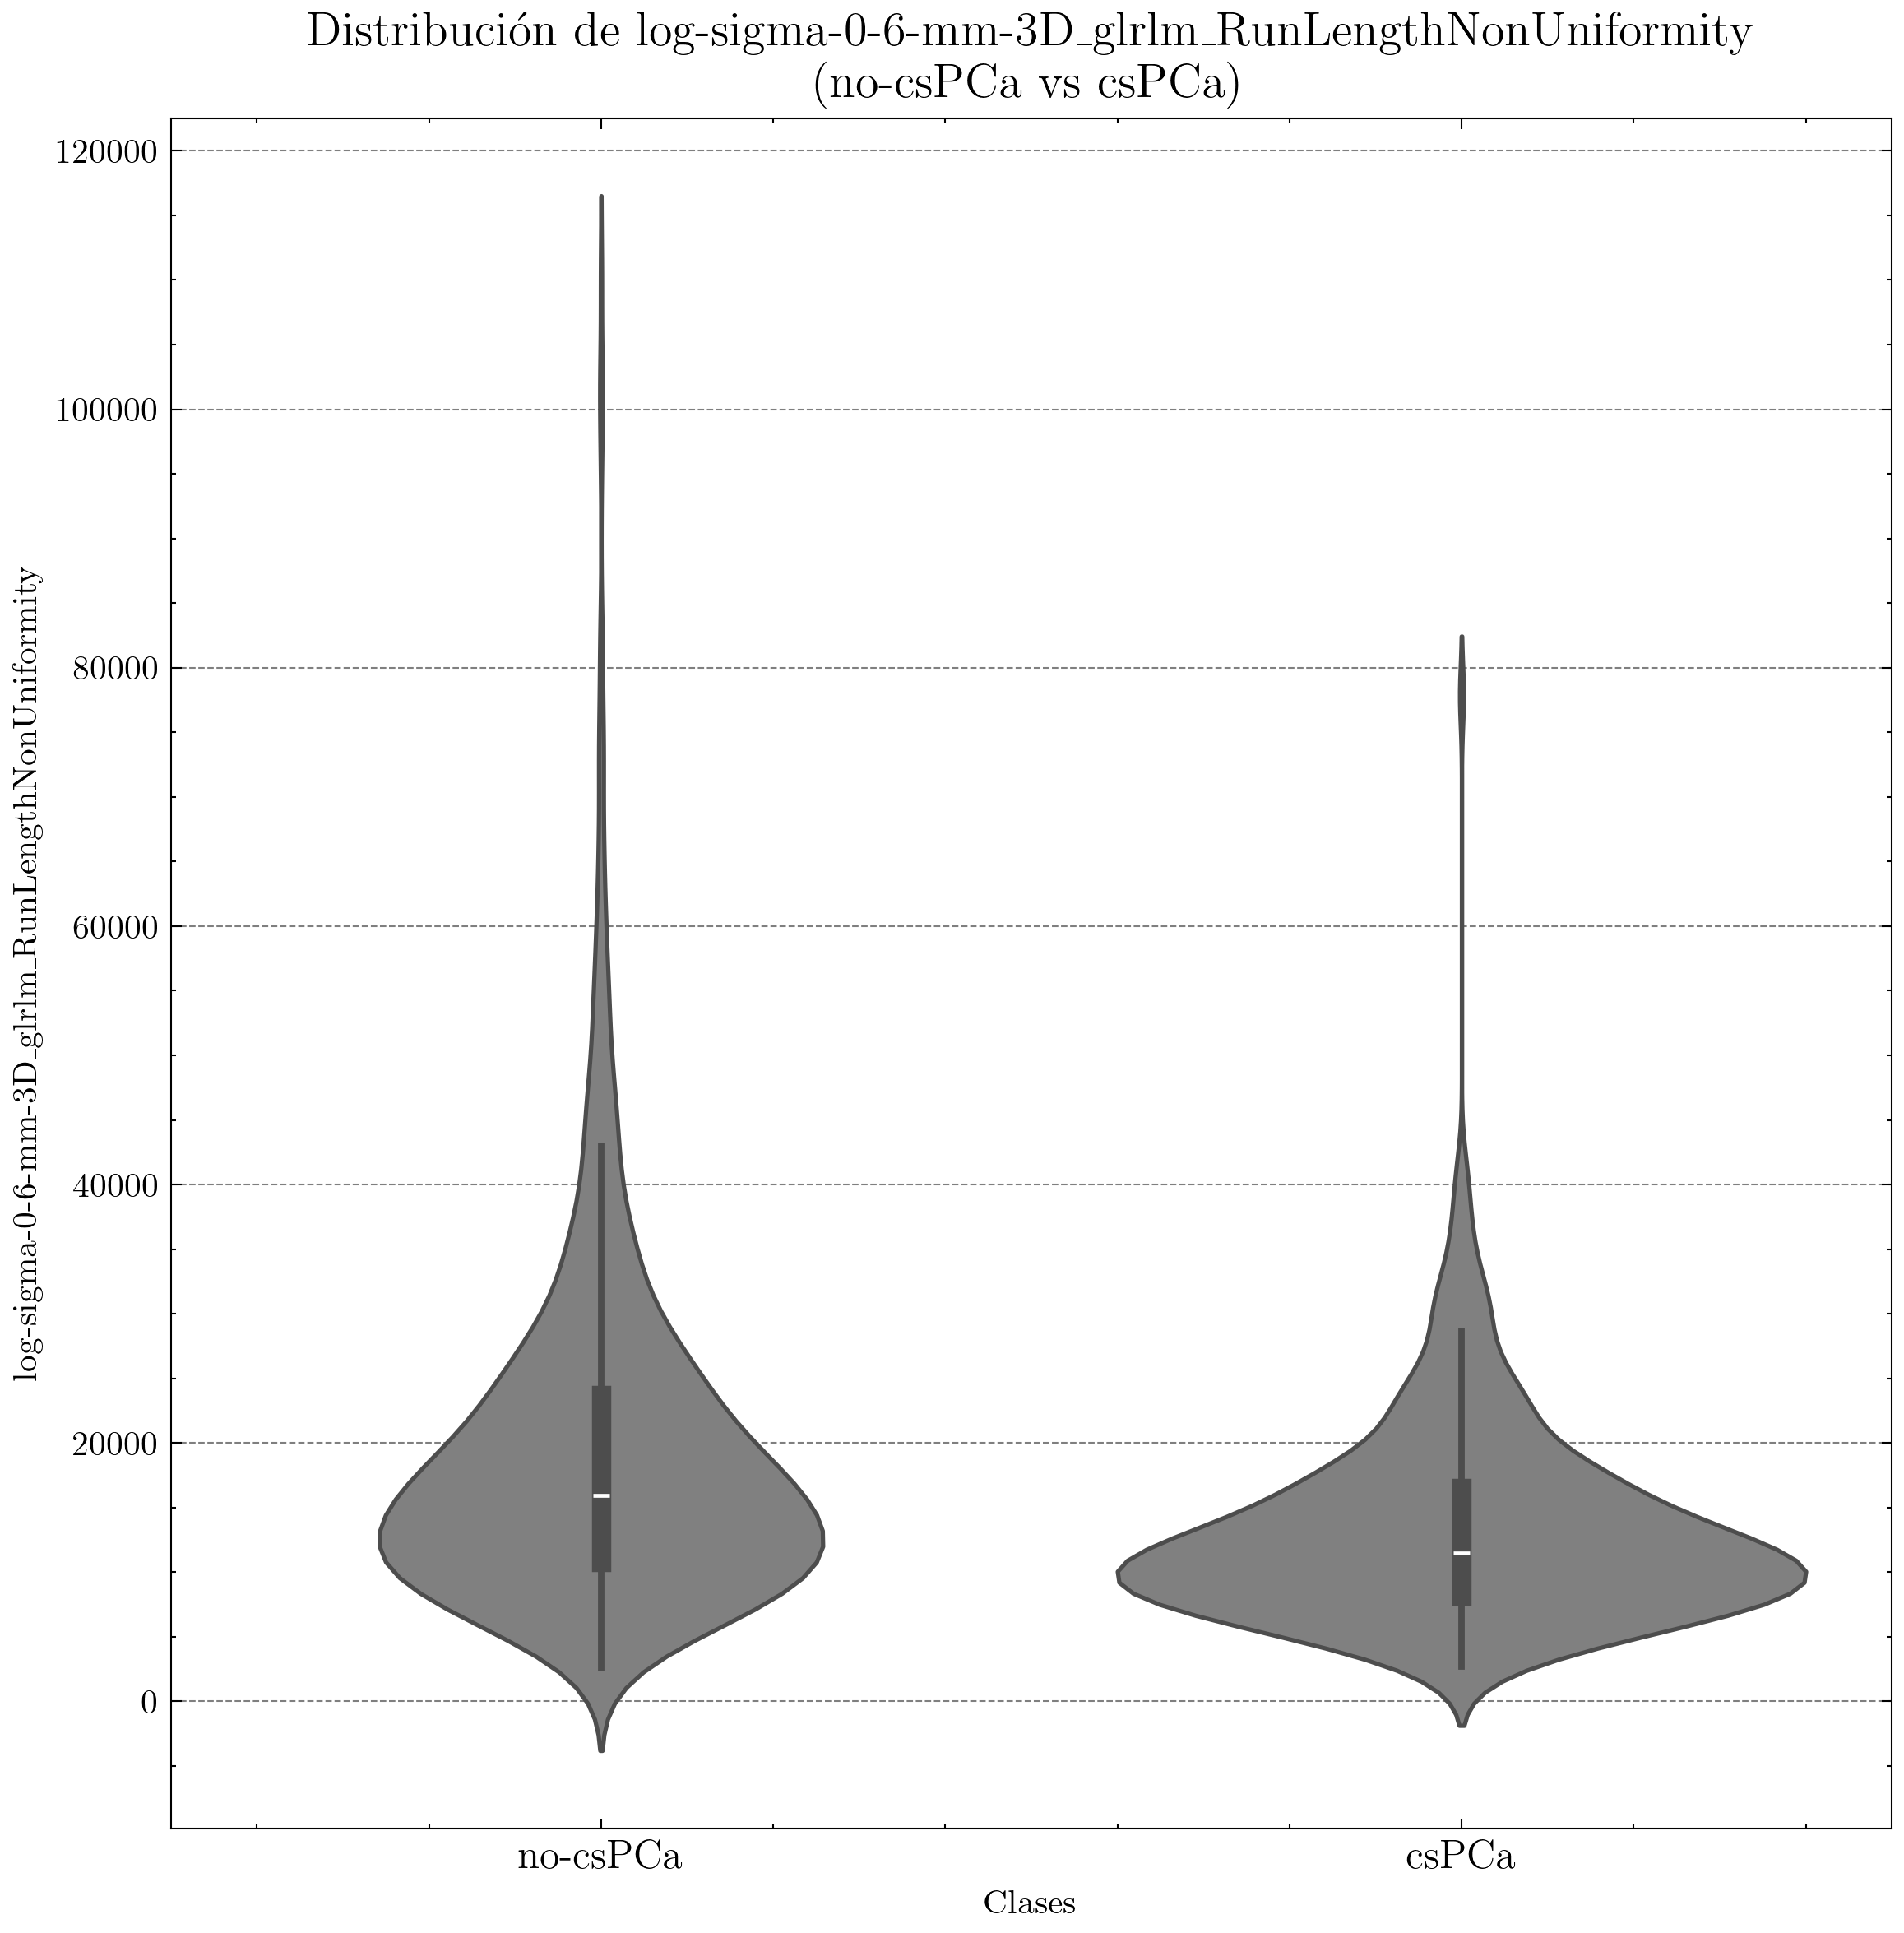 Distribución de log-sigma-0-6-mm-3D_glrlm_RunLengthNonUniformity
(no-csPCa vs csPCa)
log-sigma-0-6-mm-3D_glrlm_RunLengthNonUniformity
120000
100000
80000
60000
40000
20000
0
no-csPCa
csPCa
Clases